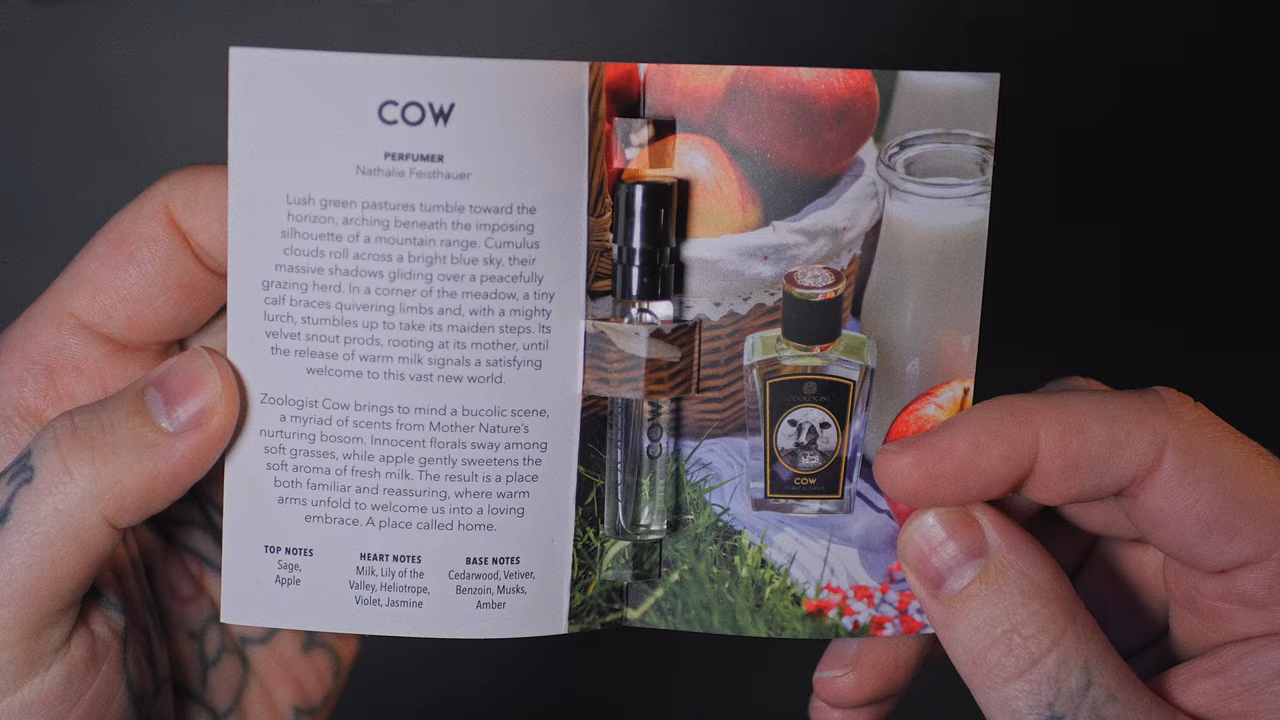 COW
PERFUMER
Nathalie Feisthauer
Lush green pastures tumble toward the
horizon, arching beneath the imposing
silhouette of a mountain range. Cumulus
clouds roll across a bright blue sky, their
massive shadows gliding over a peacefully
grazing herd. In a corner of the meadow, a tiny
calf braces quivering limbs and, with a mighty
lurch, stumbles up to take its maiden steps. Its
velvet snout prods, rooting at its mother, until
the release of warm milk signals a satisfying
welcome to this vast new world.
Zoologist Cow brings to mind a bucolic scene,
a myriad of scents from Mother Nature's
nurturing bosom. Innocent florals sway among
soft grasses, while apple gently sweetens the
soft aroma of fresh milk. The result is a place
both familiar and reassuring, where warm
arms unfold to welcome us into a loving
embrace. A place called home.
TOP NOTES
Sage,
Apple
HEART NOTES
Milk, Lily of the
Valley, Heliotrope,
Violet, Jasmine
BASE NOTES
Cedarwood, Vetiver,
Benzoin, Musks,
Amber
COW
ZOOLOGIST
COW